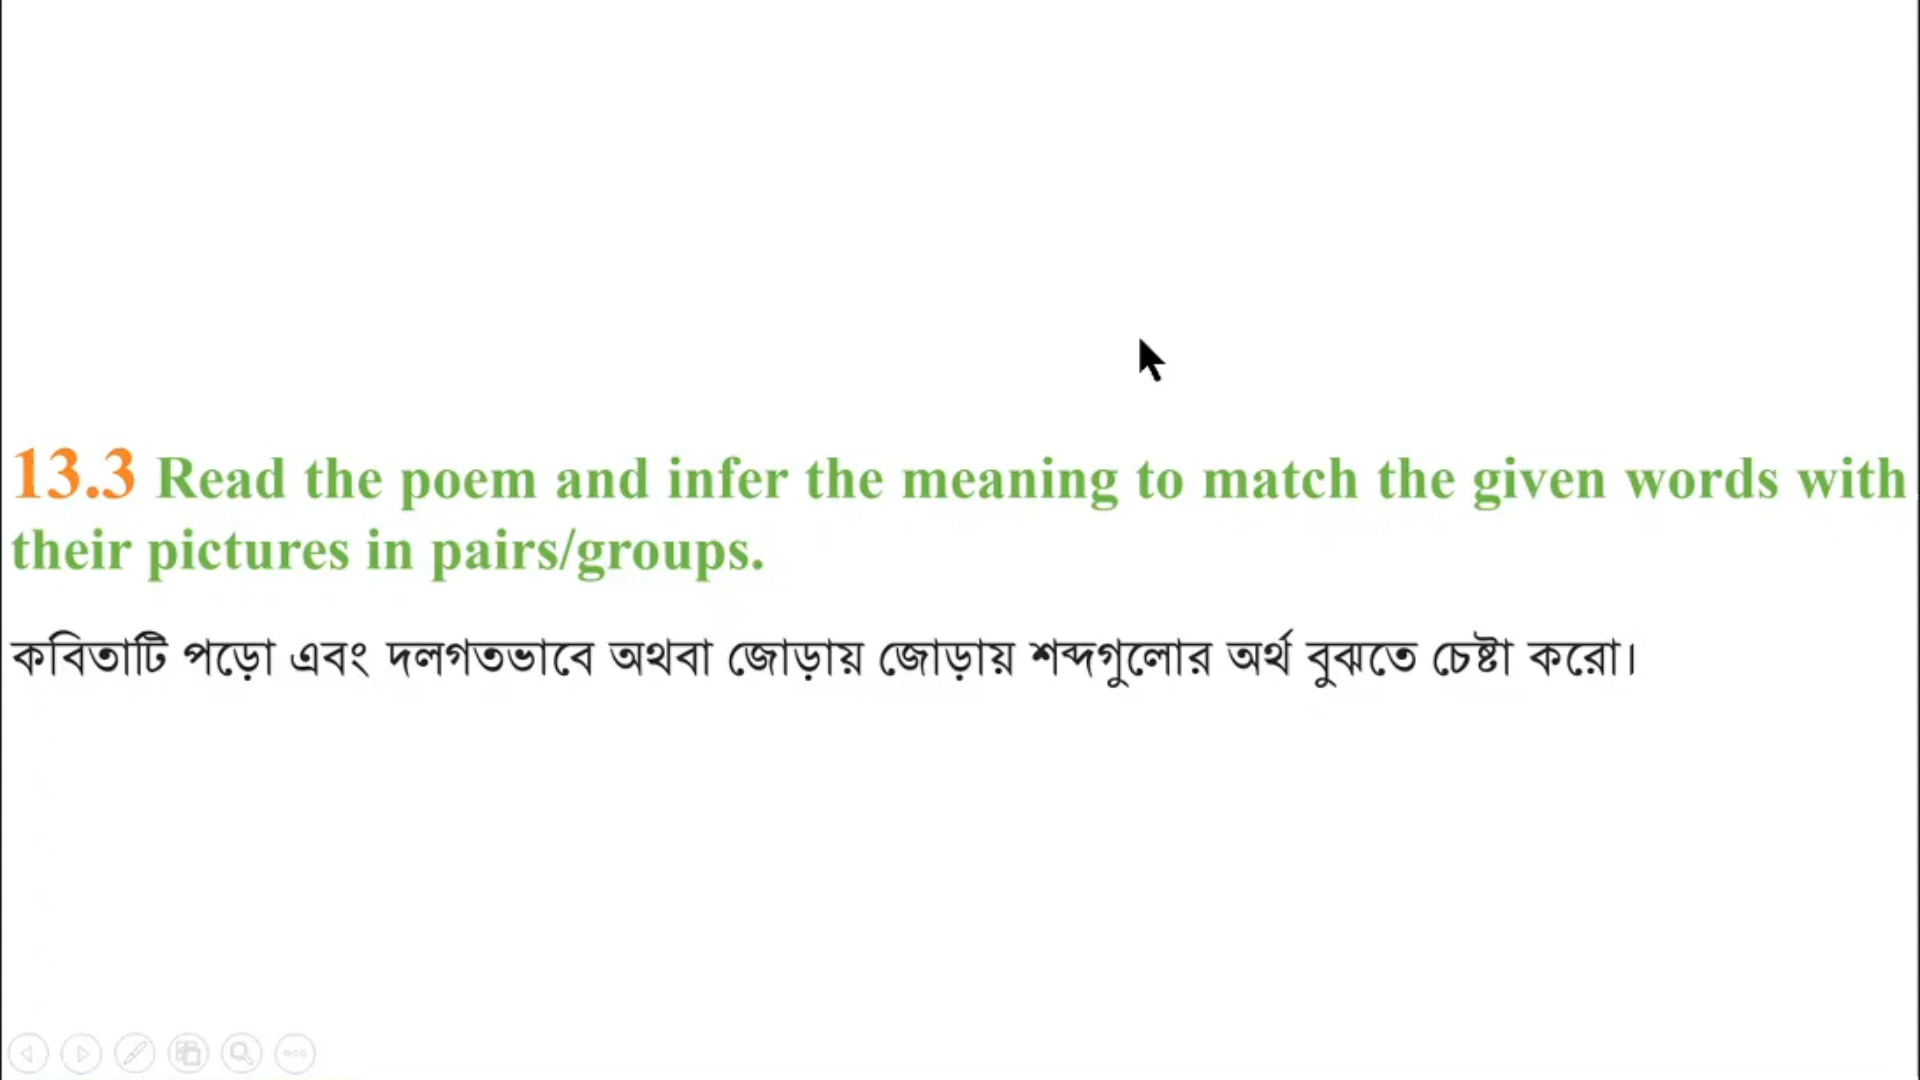 13.3 Read the poem and infer the meaning to match the given words with
their pictures in pairs/groups.
কবিতাটি পড়ো এবং দলগতভাবে অথবা জোড়ায় জোড়ায় শব্দগুলোর অর্থ বুঝতে চেষ্টা করো।